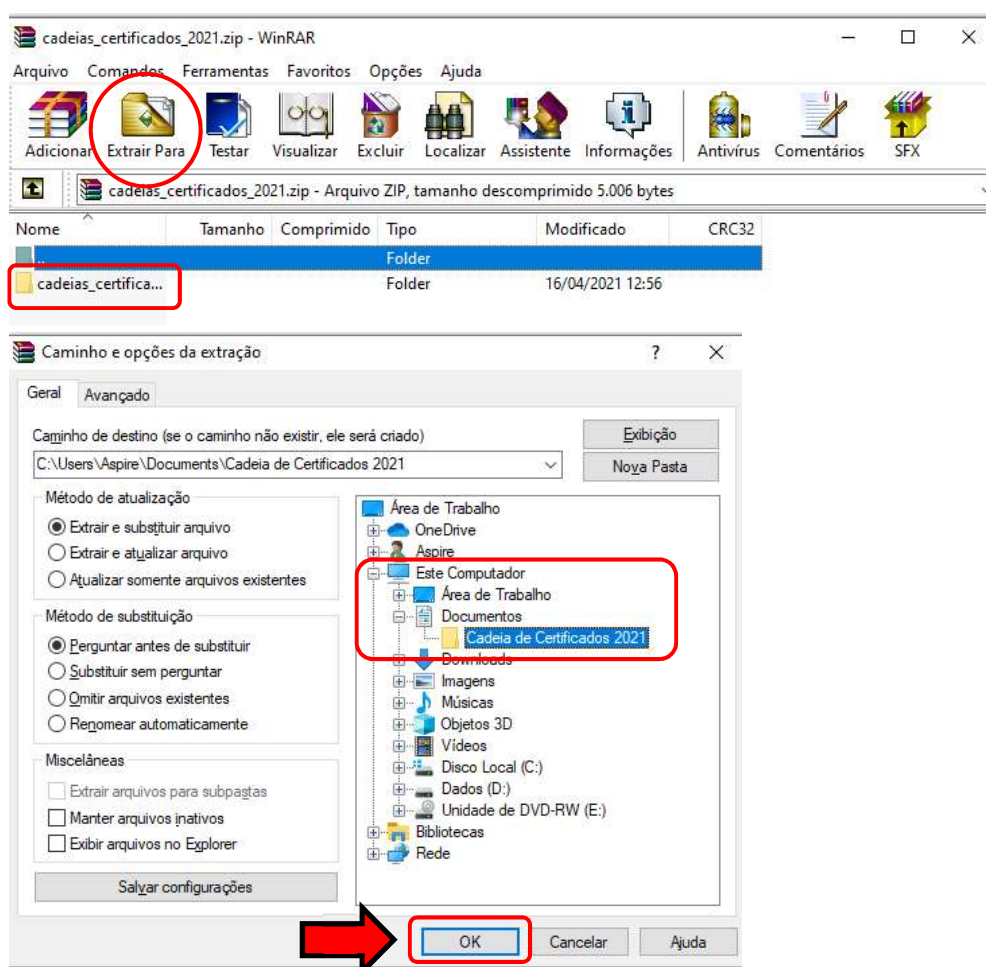 cadeias_certificados_2021.zip - WinRAR
Arquivo Comandos Ferramentas Favoritos Opções Ajuda
Adicionar Extrair Para Testar Visualizar Excluir Localizar Assistente Informações Antivírus Comentários SFX
cadeias_certificados_2021.zip - Arquivo ZIP, tamanho descomprimido 5.006 bytes
Nome Tamanho Comprimido Tipo Modificado CRC32
.. Folder
cadeias_certifica... Folder 16/04/2021 12:56
Caminho e opções da extração ?
Geral Avançado
Caminho de destino (se o caminho não existir, ele será criado)
Exibição
C:\Users\Aspire\Documents\Cadeia de Certificados 2021
Nova Pasta
Método de atualização
Extrair e substituir arquivo
Extrair e atualizar arquivo
Atualizar somente arquivos existentes
Método de substituição
Perguntar antes de substituir
Substituir sem perguntar
Omitir arquivos existentes
Renomear automaticamente
Miscelâneas
Extrair arquivos para subpastas
Manter arquivos inativos
Exibir arquivos no Explorer
Salvar configurações
Área de Trabalho
OneDrive
Aspire
Este Computador
Área de Trabalho
Documentos
Cadeia de Certificados 2021
Downloads
Imagens
Músicas
Objetos 3D
Vídeos
Disco Local (C:)
Dados (D:)
Unidade de DVD-RW (E:)
Bibliotecas
Rede
OK Cancelar Ajuda